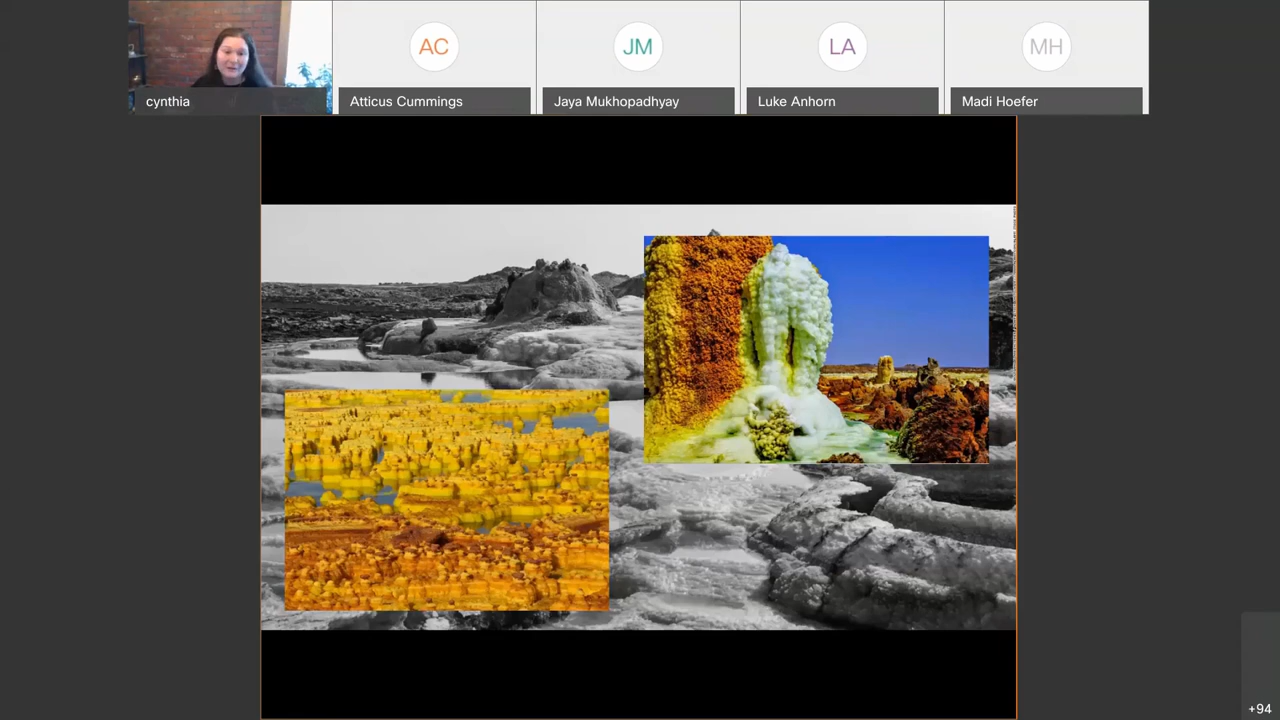 AC
JM
LA
MH
cynthia
Atticus Cummings
Jaya Mukhopadhyay
Luke Anhorn
Madi Hoefer
+94